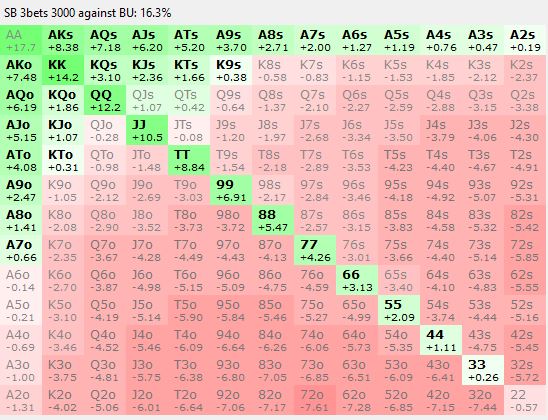 SB 3bets 3000 against BU: 16.3%
AA AKs AQs AJs ATs A9s A8s A7s A6s A5s A4s A3s A2s
+17.7 +8.38 +7.18 +6.20 +5.20 +3.70 +2.71 +2.00 +1.27 +1.19 +0.76 +0.47 +0.19
AKo KK KQs KJs KTs K9s K8s K7s K6s K5s K4s K3s K2s
+7.48 +14.2 +3.10 +2.36 +1.66 +0.38 -0.58 -0.83 -1.15 -1.53 -1.85 -2.12 -2.37
AQo KQo QQ QJs QTs Q9s Q8s Q7s Q6s Q5s Q4s Q3s Q2s
+6.19 +1.86 +12.2 +1.07 +0.42 -0.64 -1.37 -2.10 -2.27 -2.59 -2.88 -3.15 -3.38
AJo KJo QJo JJ JTs J9s J8s J7s J6s J5s J4s J3s J2s
+5.15 +1.07 -0.28 +10.5 -0.08 -1.20 -1.97 -2.68 -3.34 -3.50 -3.79 -4.06 -4.30
ATo KTo QTo JTo TT T9s T8s T7s T6s T5s T4s T3s T2s
+4.08 +0.31 -0.98 -1.48 +8.84 -1.54 -2.18 -2.89 -3.53 -4.23 -4.40 -4.67 -4.91
A9o K9o Q9o J9o T9o 99 98s 97s 96s 95s 94s 93s 92s
+2.47 -1.05 -2.12 -2.69 -3.03 +6.91 -2.17 -2.84 -3.46 -4.18 -4.92 -5.07 -5.31
A8o K8o Q8o J8o T8o 98o 88 87s 86s 85s 84s 83s 82s
+1.41 -2.08 -2.90 -3.52 -3.73 -3.72 +5.47 -2.57 -3.15 -3.83 -4.58 -5.32 -5.42
A7o K7o Q7o J7o T7o 97o 87o 77 76s 75s 74s 73s 72s
+0.66 -2.35 -3.67 -4.28 -4.49 -4.43 -4.13 +4.26 -3.01 -3.66 -4.40 -5.14 -5.85
A6o K6o Q6o J6o T6o 96o 86o 76o 66 65s 64s 63s 62s
-0.14 -2.70 -3.87 -4.98 -5.15 -5.09 -4.75 -4.59 +3.13 -3.40 -4.10 -4.83 -5.55
A5o K5o Q5o J5o T5o 95o 85o 75o 65o 55 54s 53s 52s
-0.21 -3.10 -4.19 -5.14 -5.90 -5.84 -5.46 -5.27 -4.99 +2.09 -3.74 -4.44 -5.16
A4o K4o Q4o J4o T4o 94o 84o 74o 64o 54o 44 43s 42s
-0.69 -3.46 -4.52 -5.46 -6.09 -6.64 -6.26 -6.06 -5.73 -5.35 +1.11 -4.75 -5.45
A3o K3o Q3o J3o T3o 93o 83o 73o 63o 53o 43o 33 32s
-1.00 -3.75 -4.81 -5.75 -6.38 -6.80 -7.05 -6.85 -6.51 -6.09 -6.41 +0.26 -5.72
A2o K2o Q2o J2o T2o 92o 82o 72o 62o 52o 42o 32o 22
-1.31 -4.02 -5.06 -6.01 -6.64 -7.06 -7.17 -7.61 -7.28 -6.85 -7.15 -7.44 -0.57